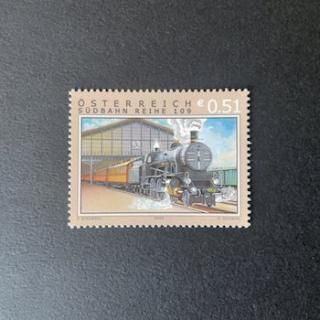 ÖSTERREICH
€ 0.51
SÜDBAHN REIHE 109